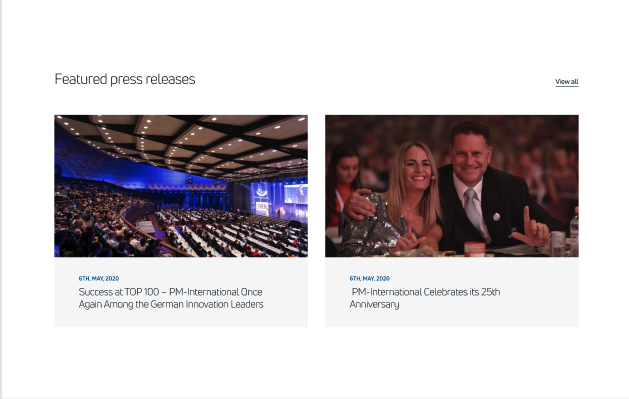 Featured press releases
View all
6TH, MAY, 2020
Success at TOP 100 – PM-International Once
Again Among the German Innovation Leaders
6TH, MAY, 2020
PM-International Celebrates its 25th
Anniversary